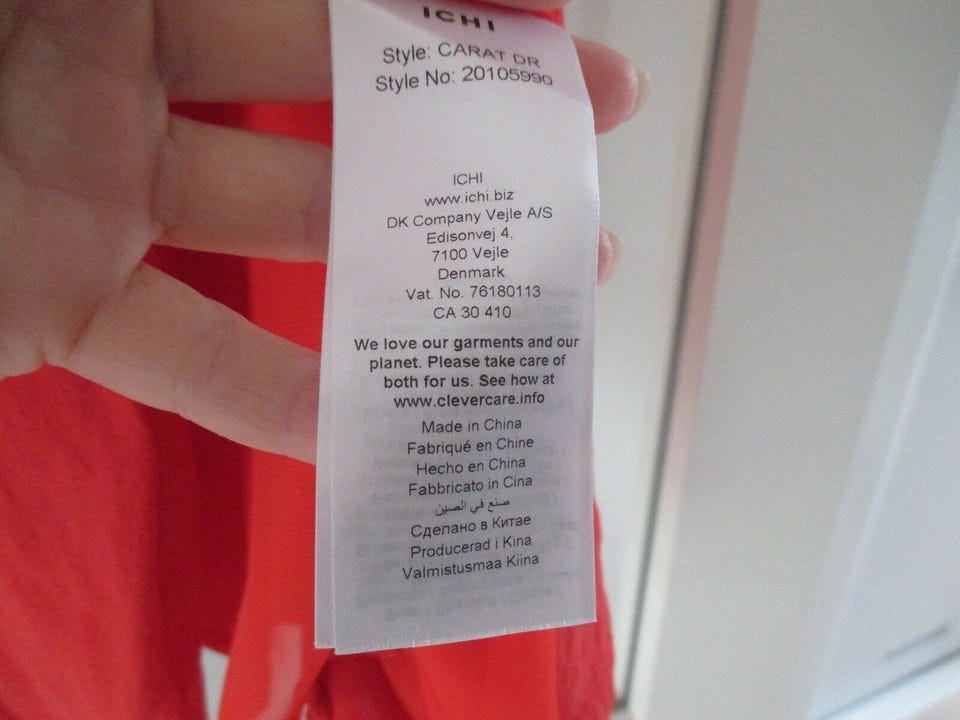 ICHI
Style: CARAT DR
Style No: 20105990
ICHI
www.ichi.biz
DK Company Vejle A/S
Edisonvej 4,
7100 Vejle
Denmark
Vat. No. 76180113
CA 30 410
We love our garments and our
planet. Please take care of
both for us. See how at
www.clevercare.info
Made in China
Fabriqué en Chine
Hecho en China
Fabbricato in Cina
صنع في الصين
Сделано в Китае
Producerad i Kina
Valmistusmaa Kiina